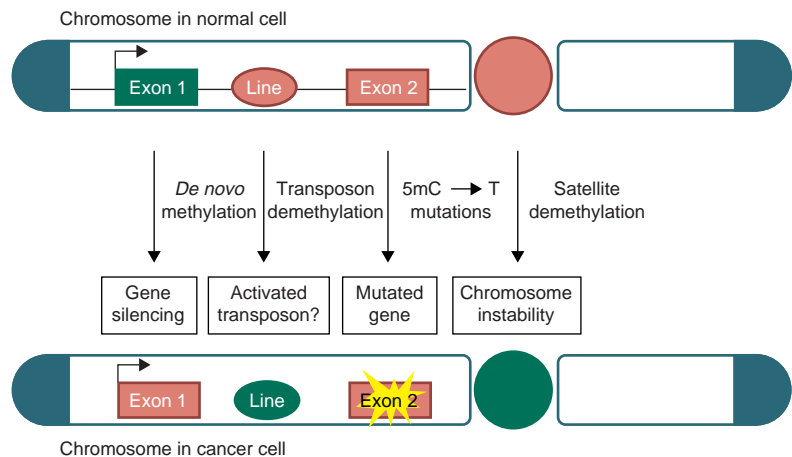 Chromosome in normal cell
Exon 1
Line
Exon 2
De novo
methylation
Transposon
demethylation
5mC → T
mutations
Satellite
demethylation
Gene
silencing
Activated
transposon?
Mutated
gene
Chromosome
instability
Exon 1
Line
Exon 2
Chromosome in cancer cell